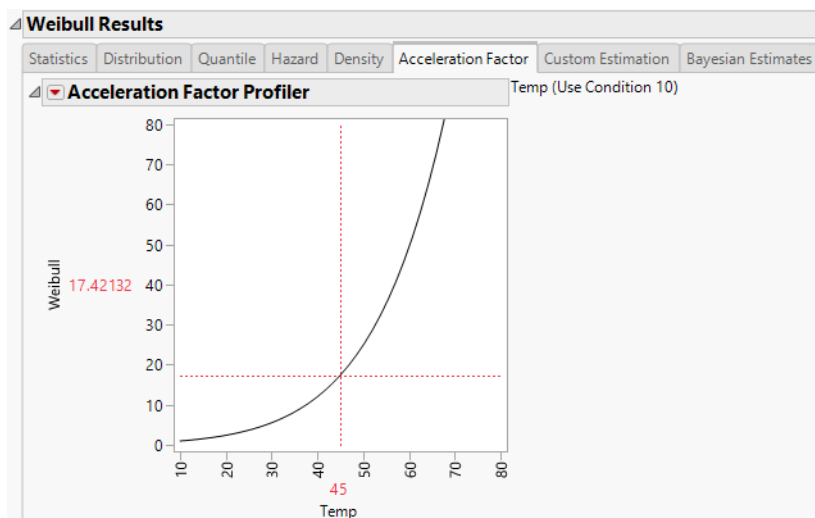 Weibull Results
Statistics Distribution Quantile Hazard Density Acceleration Factor Custom Estimation Bayesian Estimates
Acceleration Factor Profiler
Temp (Use Condition 10)
80
70
60
50
40
30
20
10
0
Weibull
17.42132
10 20 30 40 50 60 70 80
45
Temp